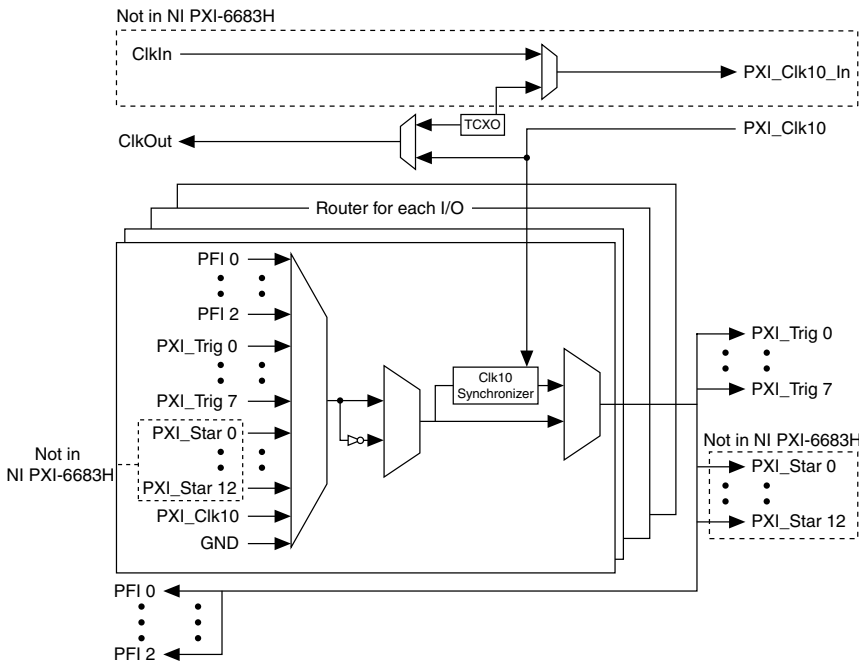 Not in NI PXI-6683H
ClkIn
PXI_Clk10_In
TCXO
PXI_Clk10
ClkOut
Router for each I/O
PFI 0
PFI 2
PXI_Trig 0
PXI_Trig 7
PXI_Star 0
PXI_Star 12
PXI_Clk10
GND
Not in
NI PXI-6683H
Clk10
Synchronizer
PXI_Trig 0
PXI_Trig 7
Not in NI PXI-6683H
PXI_Star 0
PXI_Star 12
PFI 0
PFI 2